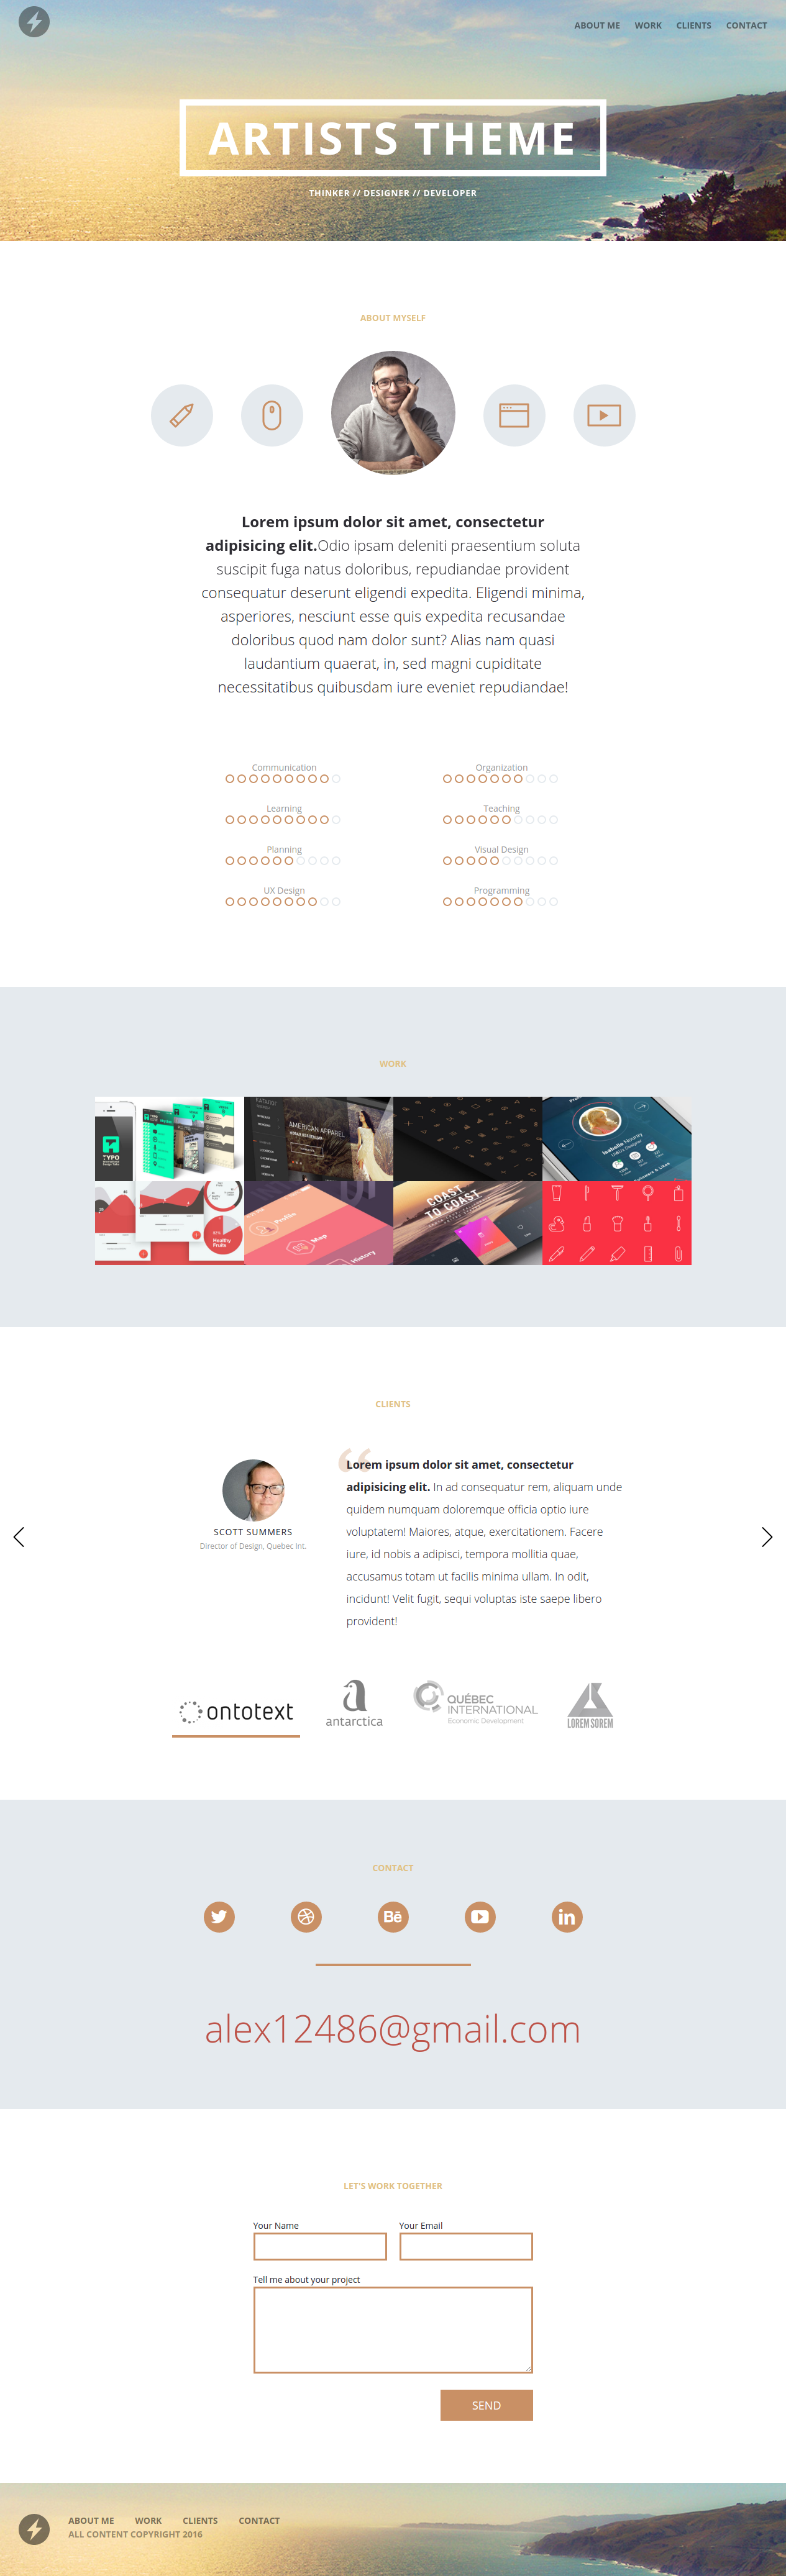 ABOUT ME WORK CLIENTS CONTACT
ARTISTS THEME
THINKER // DESIGNER // DEVELOPER
ABOUT MYSELF
Lorem ipsum dolor sit amet, consectetur
adipisicing elit.Odio ipsam deleniti praesentium soluta
suscipit fuga natus doloribus, repudiandae provident
consequatur deserunt eligendi expedita. Eligendi minima,
asperiores, nesciunt esse quis expedita recusandae
doloribus quod nam dolor sunt? Alias nam quasi
laudantium quaerat, in, sed magni cupiditate
necessitatibus quibusdam iure eveniet repudiandae!
Communication
Organization
Learning
Teaching
Planning
Visual Design
UX Design
Programming
WORK
TYPO
AMERICAN APPAREL
Isabella Nouray
Followers & Likes
Healthy
Fruits
Profile
Map
History
COAST
TO COAST
CLIENTS
“
Lorem ipsum dolor sit amet, consectetur
adipisicing elit. In ad consequatur rem, aliquam unde
quidem numquam doloremque officia optio iure
voluptatem! Maiores, atque, exercitationem. Facere
iure, id nobis a adipisci, tempora mollitia quae,
accusamus totam ut facilis minima ullam. In odit,
incidunt! Velit fugit, sequi voluptas iste saepe libero
provident!
SCOTT SUMMERS
Director of Design, Quebec Int.
ontotext
antarctica
QUÉBEC
INTERNATIONAL
Economic Development
LOREM SOREM
CONTACT
Bē
in
alex12486@gmail.com
LET'S WORK TOGETHER
Your Name
Your Email
Tell me about your project
SEND
ABOUT ME WORK CLIENTS CONTACT
ALL CONTENT COPYRIGHT 2016